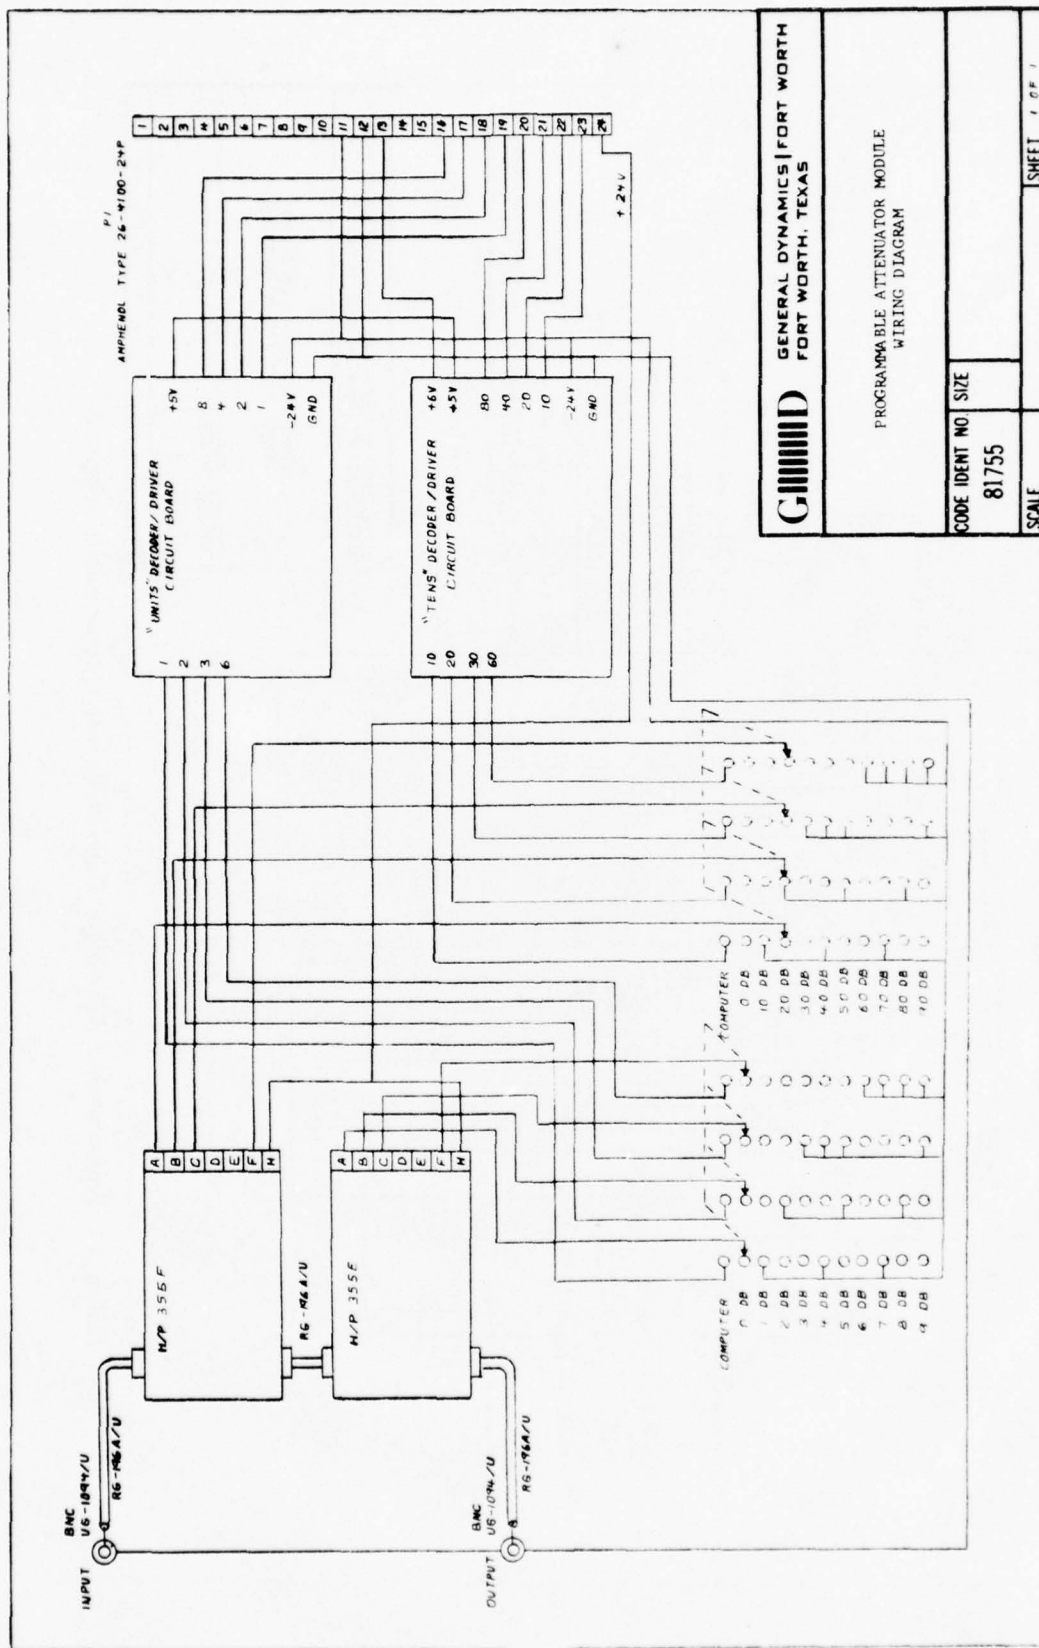 INPUT
BNC
UG-1094/U
RG-196A/U
H/P 355F
A
B
C
D
E
F
H
RG-196A/U
H/P 355E
A
B
C
D
E
F
H
OUTPUT
BNC
UG-1094/U
RG-196A/U
"UNITS" DECODER/DRIVER
CIRCUIT BOARD
1
2
3
6
+5V
8
4
2
1
-24V
GND
"TENS" DECODER/DRIVER
CIRCUIT BOARD
10
20
30
60
+6V
+5V
80
40
20
10
-24V
GND
P1
AMPHENOL TYPE 26-4100-24P
1
2
3
4
5
6
7
8
9
10
11
12
13
14
15
16
17
18
19
20
21
22
23
24
+24V
COMPUTER
0 DB
1 DB
2 DB
3 DB
4 DB
5 DB
6 DB
7 DB
8 DB
9 DB
COMPUTER
0 DB
10 DB
20 DB
30 DB
40 DB
50 DB
60 DB
70 DB
80 DB
90 DB
GENERAL DYNAMICS | FORT WORTH
FORT WORTH, TEXAS
PROGRAMMABLE ATTENUATOR MODULE
WIRING DIAGRAM
CODE IDENT NO. SIZE
81755
SCALE
SHEET 1 OF 1